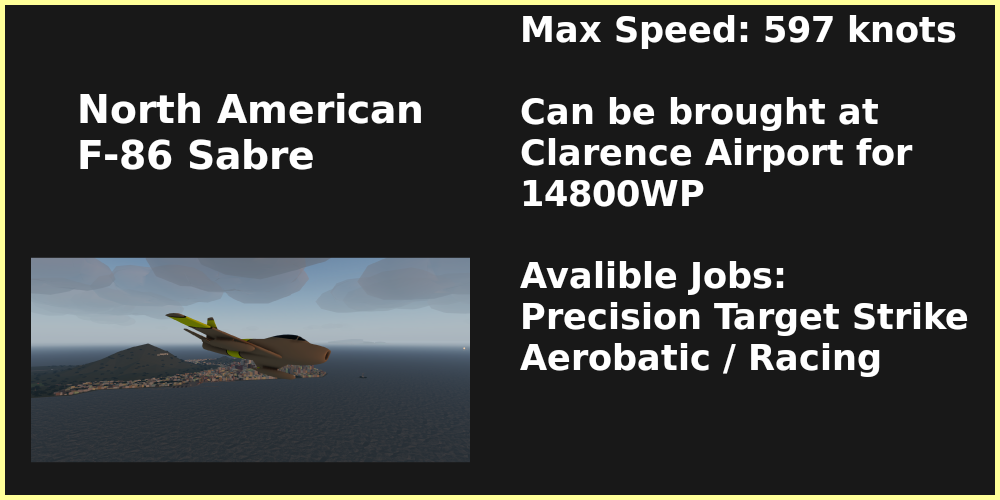 North American
F-86 Sabre
Max Speed: 597 knots
Can be brought at
Clarence Airport for
14800WP
Avalible Jobs:
Precision Target Strike
Aerobatic / Racing